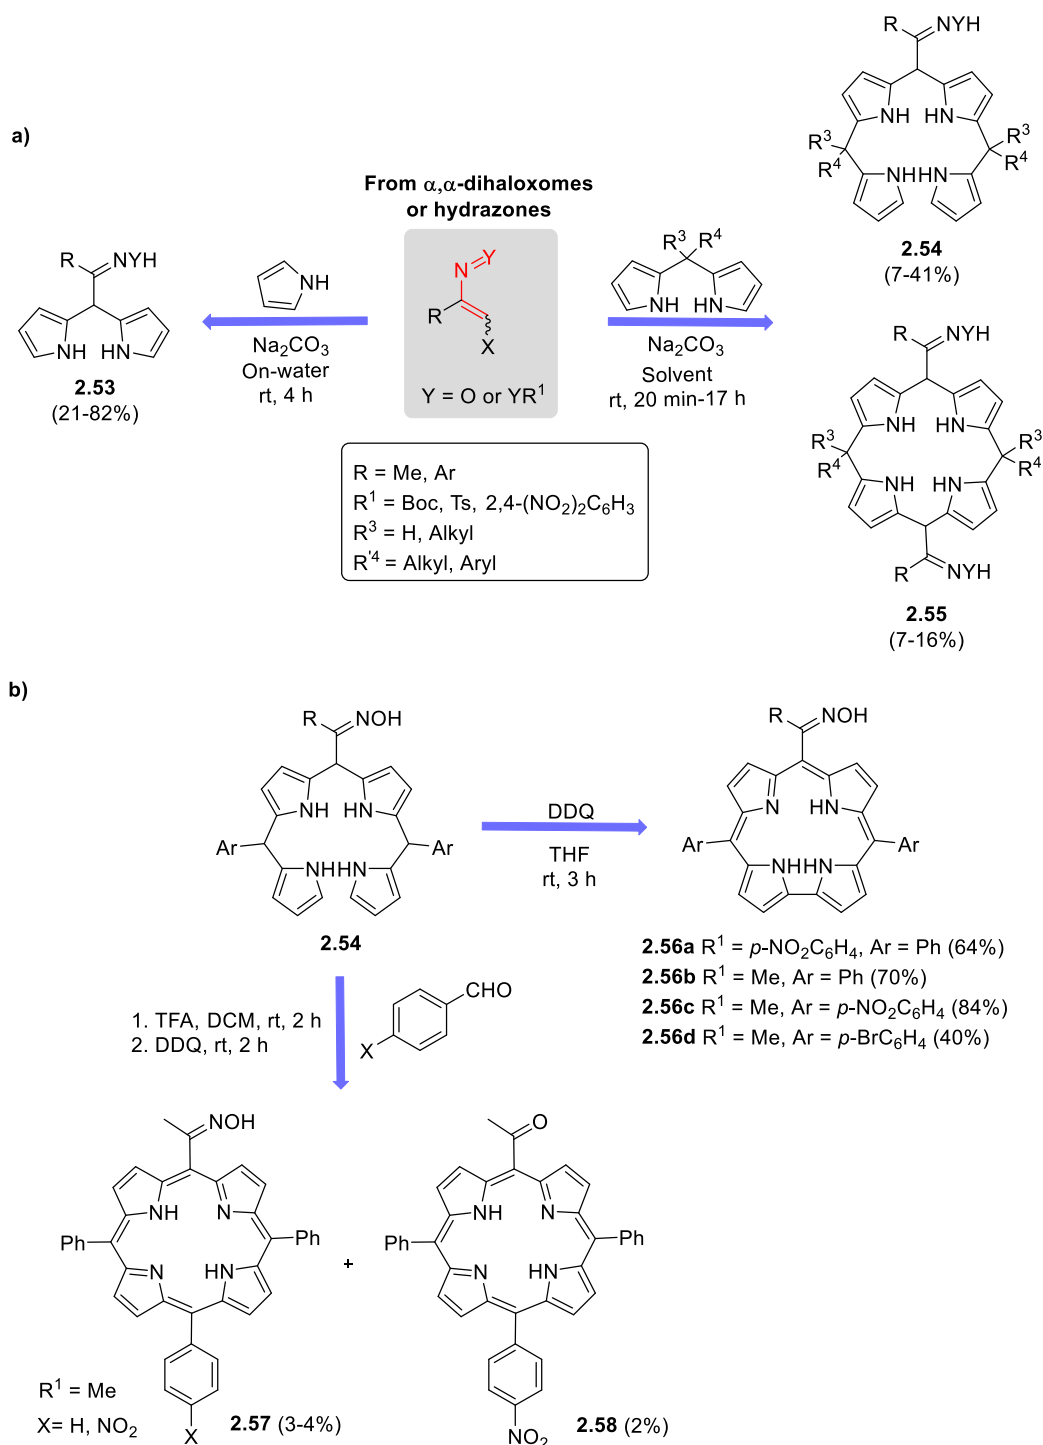 a)
From α,α-dihaloxomes
or hydrazones
R
NYH
NH
HN
2.53
(21-82%)
NH
Na₂CO₃
On-water
rt, 4 h
N
Y
R
X
Y = O or YR¹
R³
R⁴
NH
HN
Na₂CO₃
Solvent
rt, 20 min-17 h
R
NYH
NH
HN
R³
R⁴
R³
R⁴
NH
HN
2.54
(7-41%)
R
NYH
NH
HN
R³
R⁴
R³
R⁴
NH
HN
R
NYH
2.55
(7-16%)
R = Me, Ar
R¹ = Boc, Ts, 2,4-(NO₂)₂C₆H₃
R³ = H, Alkyl
R'⁴ = Alkyl, Aryl
b)
R
NOH
NH
HN
Ar
Ar
NH
HN
2.54
DDQ
THF
rt, 3 h
R
NOH
N
HN
Ar
Ar
NH
HN
2.56a R¹ = p-NO₂C₆H₄, Ar = Ph (64%)
2.56b R¹ = Me, Ar = Ph (70%)
2.56c R¹ = Me, Ar = p-NO₂C₆H₄ (84%)
2.56d R¹ = Me, Ar = p-BrC₆H₄ (40%)
1. TFA, DCM, rt, 2 h
2. DDQ, rt, 2 h
CHO
X
NOH
NH
N
Ph
Ph
N
HN
X
R¹ = Me
X= H, NO₂
2.57 (3-4%)
+
O
NH
N
Ph
Ph
N
HN
NO₂
2.58 (2%)